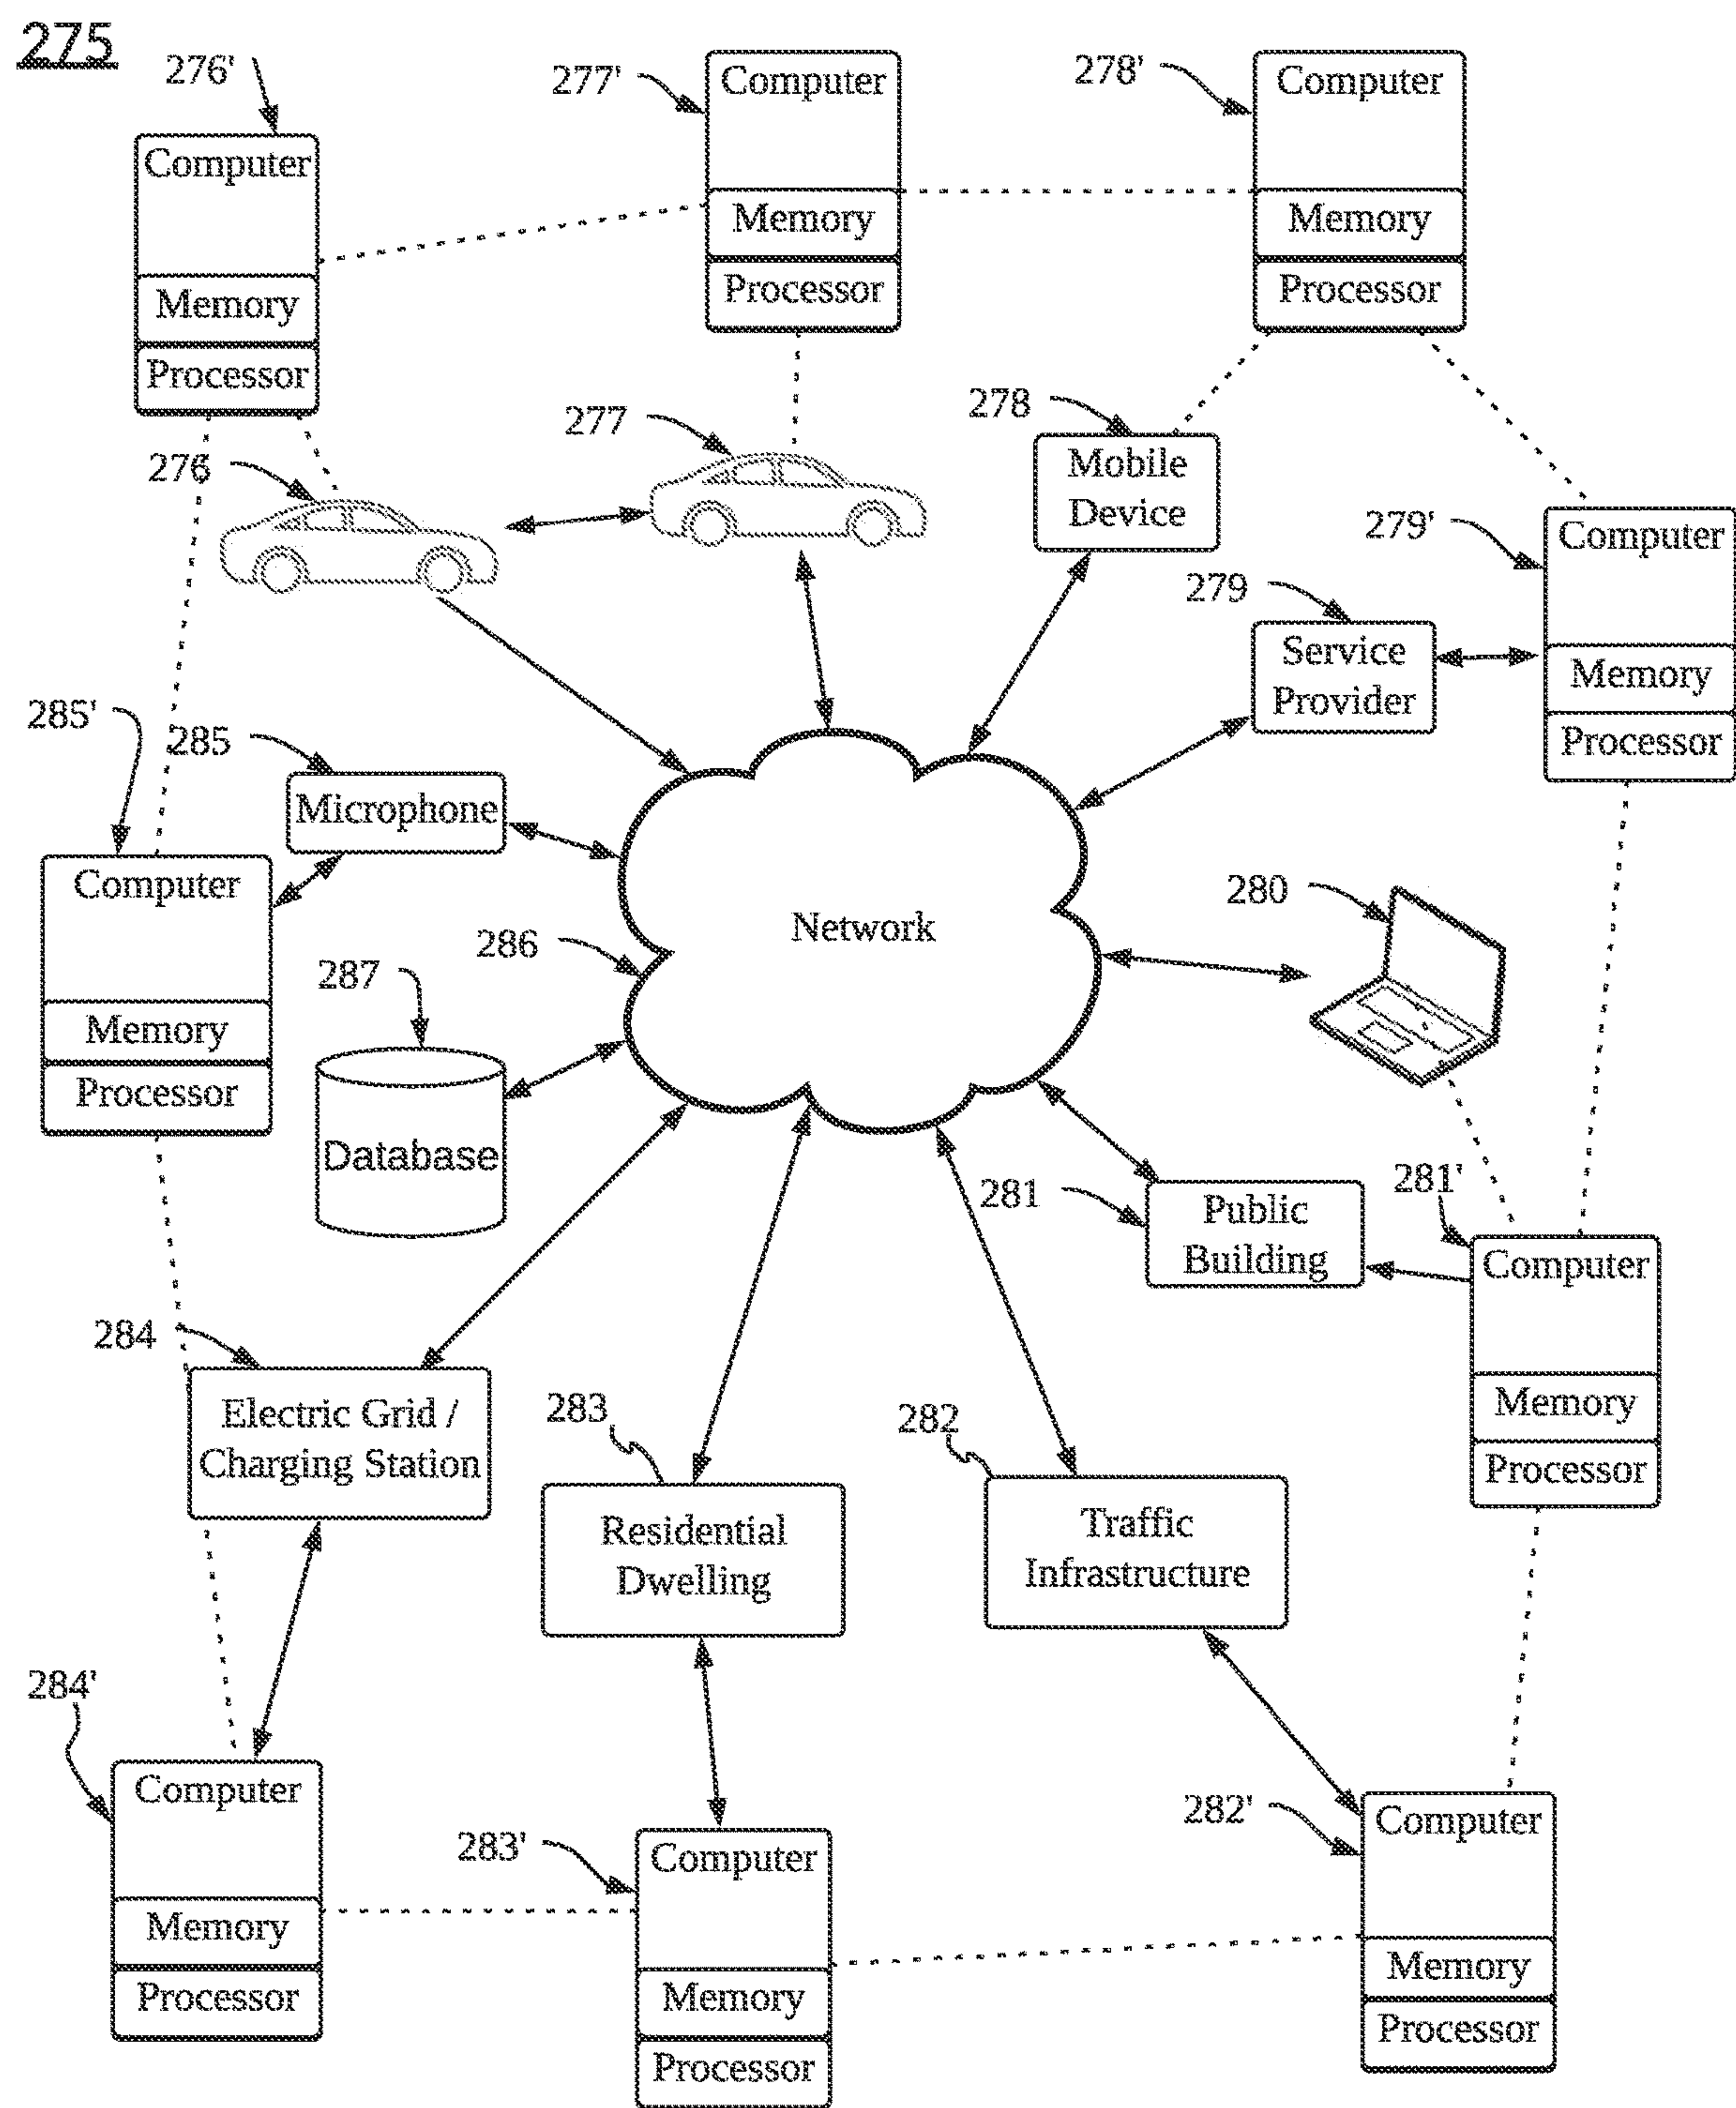 275
276'
277'
278'
Computer
Memory
Processor
Computer
Memory
Processor
Computer
Memory
Processor
276
277
278
Mobile
Device
279'
Computer
Memory
Processor
279
Service
Provider
285'
285
Microphone
Computer
Memory
Processor
286
Network
280
287
Database
281
Public
Building
281'
Computer
Memory
Processor
284
Electric Grid /
Charging Station
283
Residential
Dwelling
282
Traffic
Infrastructure
284'
Computer
Memory
Processor
283'
Computer
Memory
Processor
282'
Computer
Memory
Processor